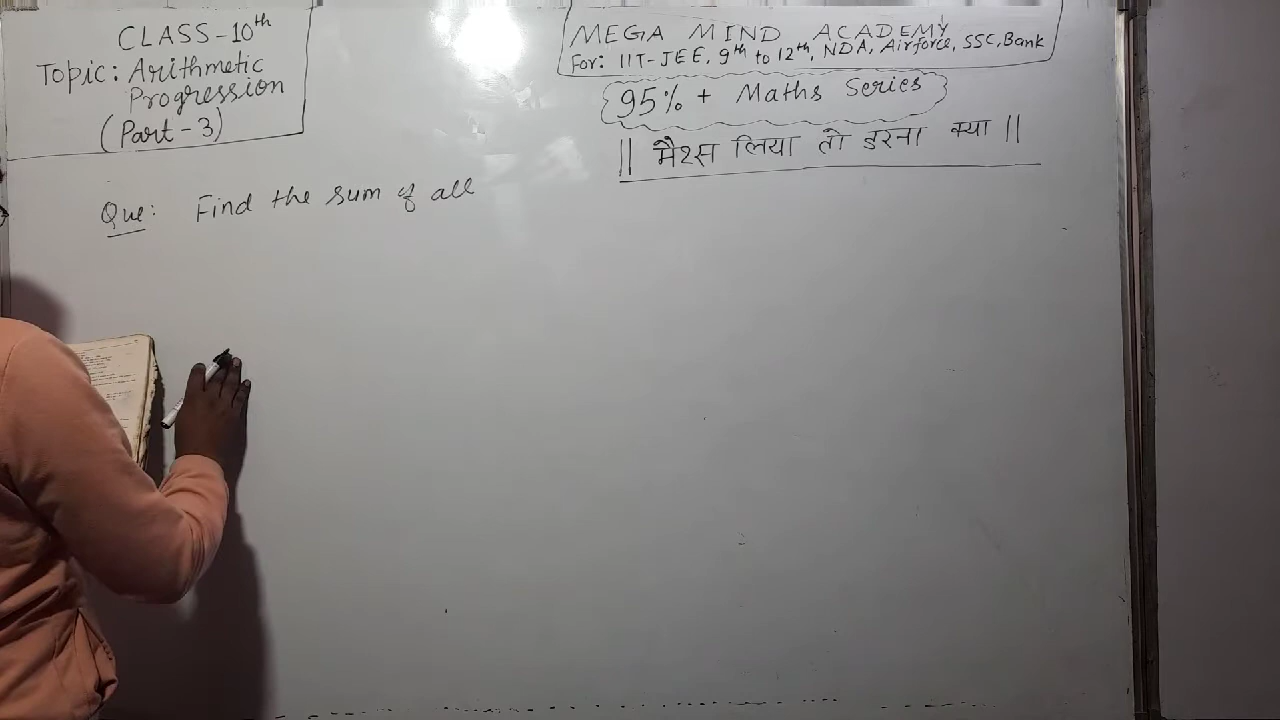 CLASS-10th
Topic: Arithmetic
Progression
(Part-3)
MEGA MIND ACADEMY
For: IIT-JEE, 9th to 12th, NDA, Airforce, SSC, Bank
95% + Maths Series
|| मैथ्स लिया तो डरना क्या ||
Que: Find the sum of all